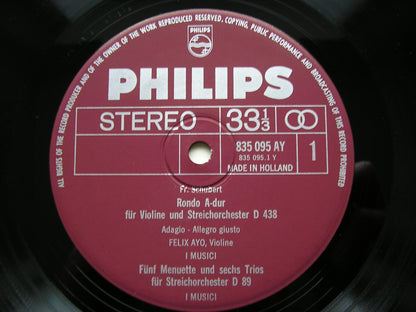 ALL RIGHTS OF THE RECORD PRODUCER AND OF THE OWNER OF THE WORK REPRODUCED RESERVED, COPYING, PUBLIC PERFORMANCE AND BROADCASTING OF THIS RECORD PROHIBITED
PHILIPS
PHILIPS
STEREO 33 1/3
835 095 AY
835 095.1 Y
MADE IN HOLLAND
1
Fr. Schubert
Rondo A-dur
für Violine und Streichorchester D 438
Adagio - Allegro giusto
FELIX AYO, Violine
I MUSICI
Fünf Menuette und sechs Trios
für Streichorchester D 89
I MUSICI